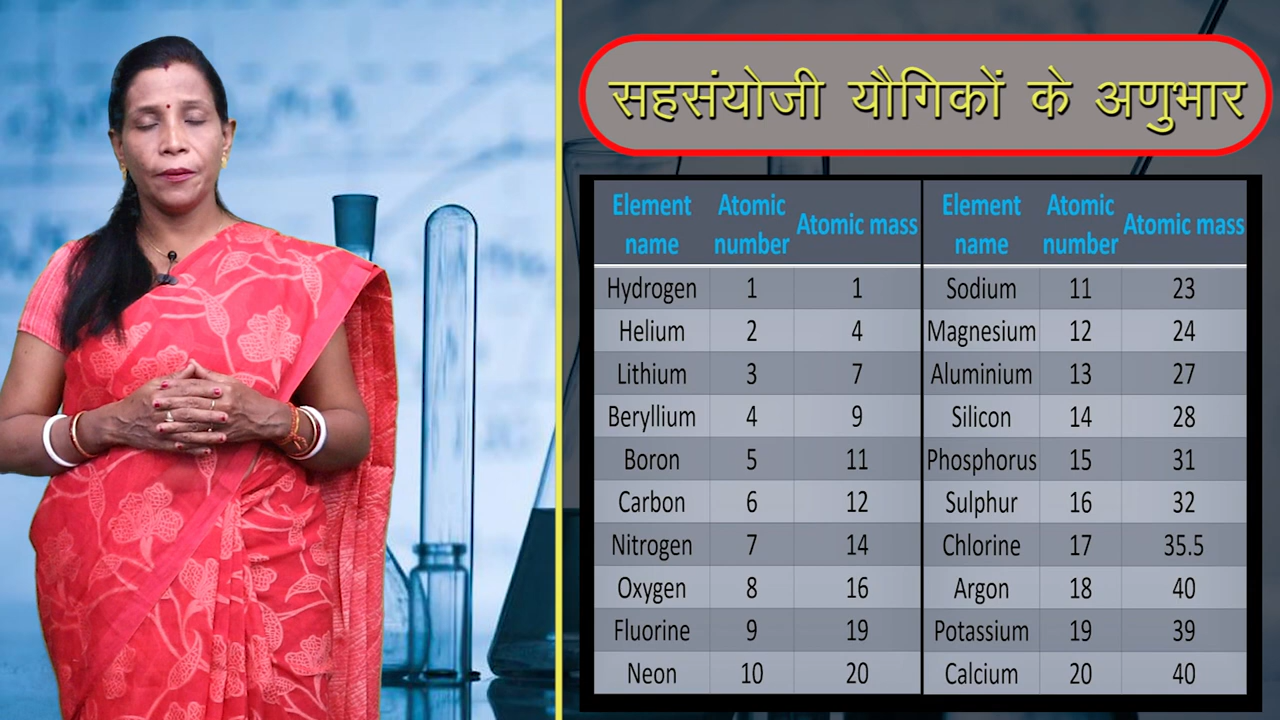 सहसंयोजी यौगिकों के अणुभार
Element name Atomic number Atomic mass Element name Atomic number Atomic mass
Hydrogen 1 1 Sodium 11 23
Helium 2 4 Magnesium 12 24
Lithium 3 7 Aluminium 13 27
Beryllium 4 9 Silicon 14 28
Boron 5 11 Phosphorus 15 31
Carbon 6 12 Sulphur 16 32
Nitrogen 7 14 Chlorine 17 35.5
Oxygen 8 16 Argon 18 40
Fluorine 9 19 Potassium 19 39
Neon 10 20 Calcium 20 40